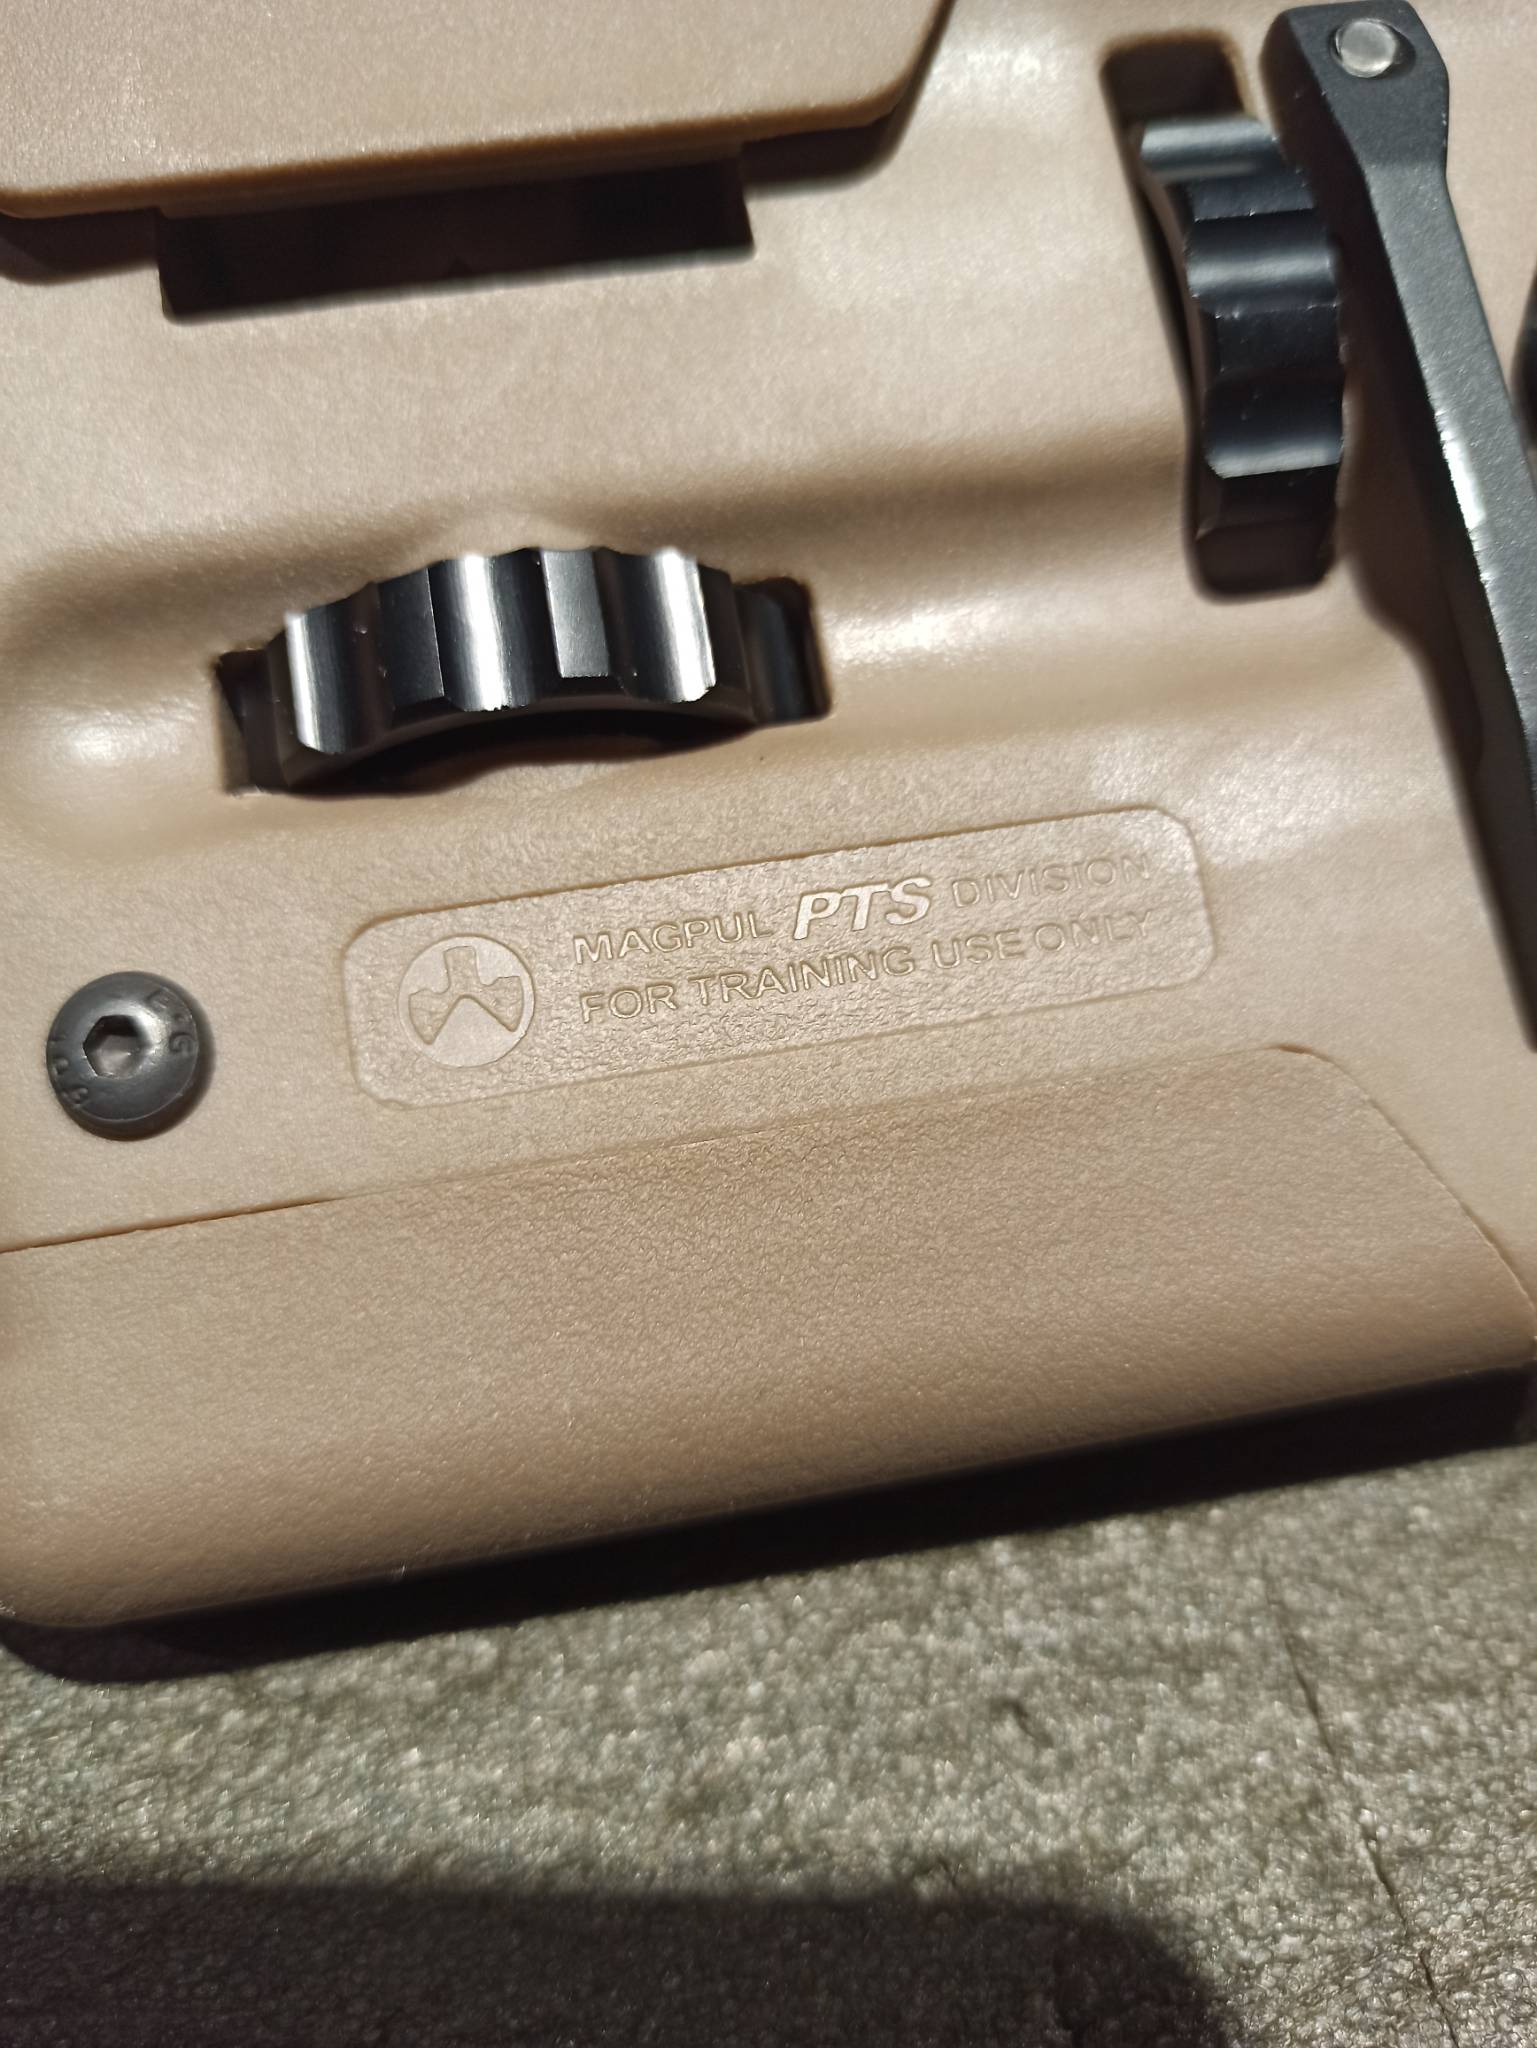 MAGPUL PTS DIVISION
FOR TRAINING USE ONLY